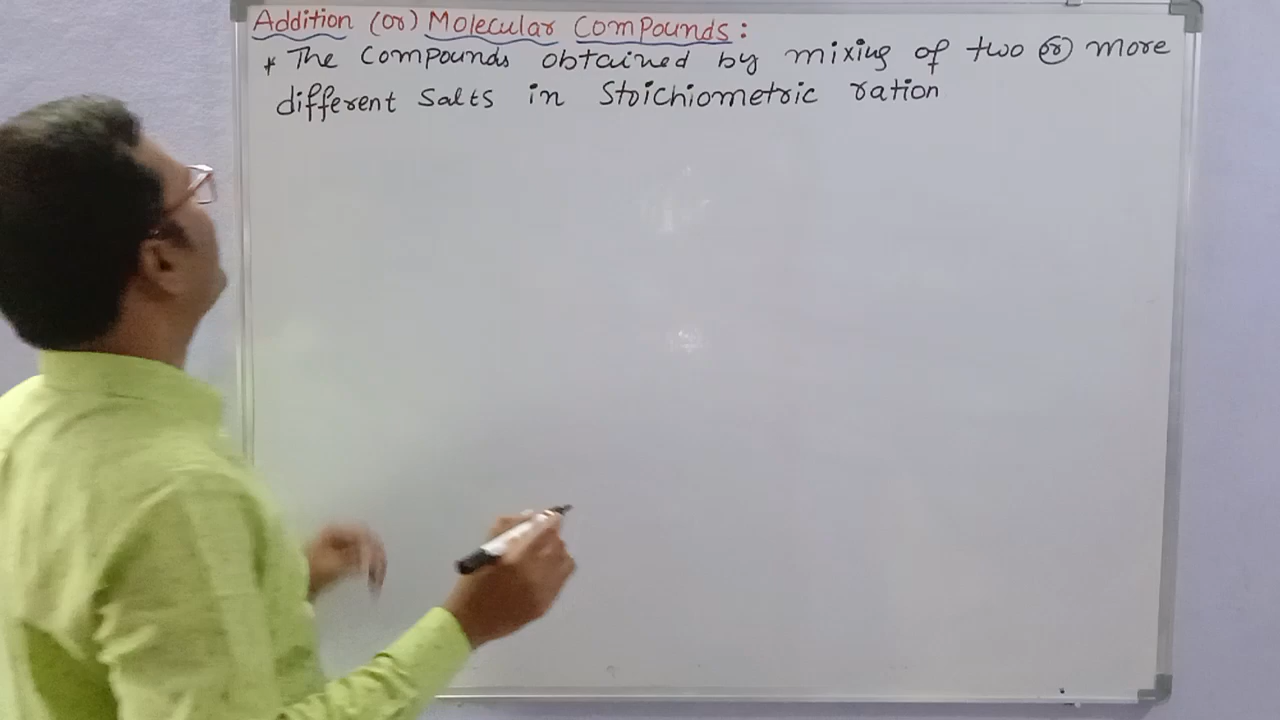 Addition (or) Molecular Compounds :
* The Compounds obtained by mixing of two (or) more
different Salts in Stoichiometric ration